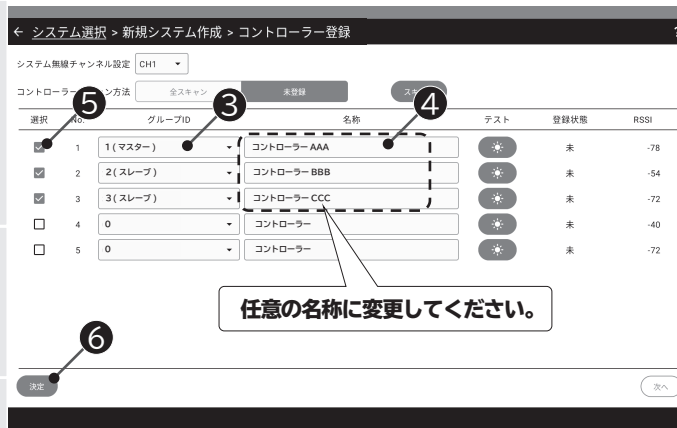 ← システム選択 > 新規システム作成 > コントローラー登録
システム無線チャンネル設定 CH1
コントローラー ン方法 全スキャン 未登録
5 3 4
選択 No. グループID 名称 テスト 登録状態 RSSI
1 1 ( マスター ) コントローラー AAA 未 -78
2 2 ( スレーブ ) コントローラー BBB 未 -54
3 3 ( スレーブ ) コントローラー CCC 未 -72
4 0 コントローラー 未 -40
5 0 コントローラー 未 -72
任意の名称に変更してください。
6
決定 次へ